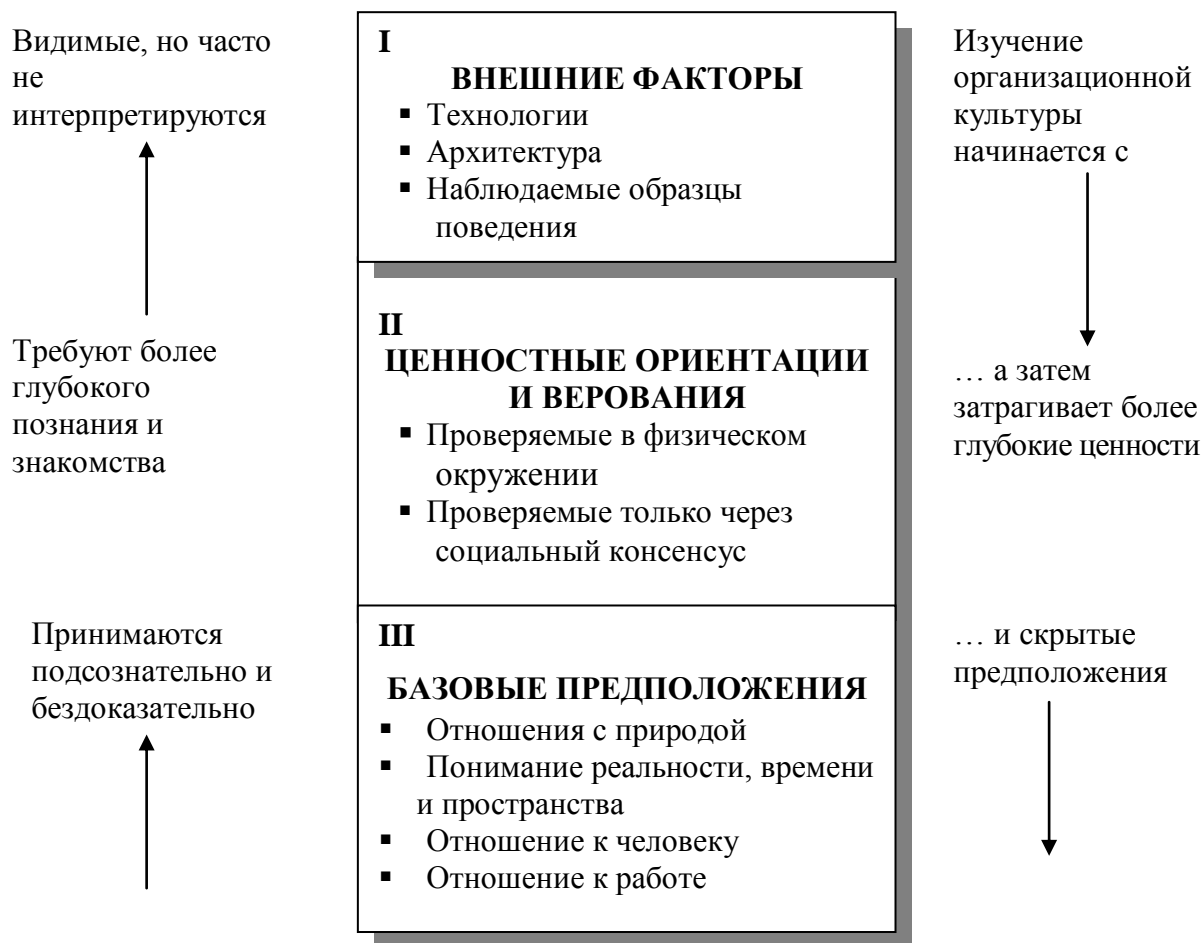 Видимые, но часто
не
интерпретируются
Требуют более
глубокого
познания и
знакомства
Принимаются
подсознательно и
бездоказательно
I
ВНЕШНИЕ ФАКТОРЫ
▪ Технологии
▪ Архитектура
▪ Наблюдаемые образцы
поведения
II
ЦЕННОСТНЫЕ ОРИЕНТАЦИИ
И ВЕРОВАНИЯ
▪ Проверяемые в физическом
окружении
▪ Проверяемые только через
социальный консенсус
III
БАЗОВЫЕ ПРЕДПОЛОЖЕНИЯ
▪ Отношения с природой
▪ Понимание реальности, времени
и пространства
▪ Отношение к человеку
▪ Отношение к работе
Изучение
организационной
культуры
начинается с
… а затем
затрагивает более
глубокие ценности
… и скрытые
предположения